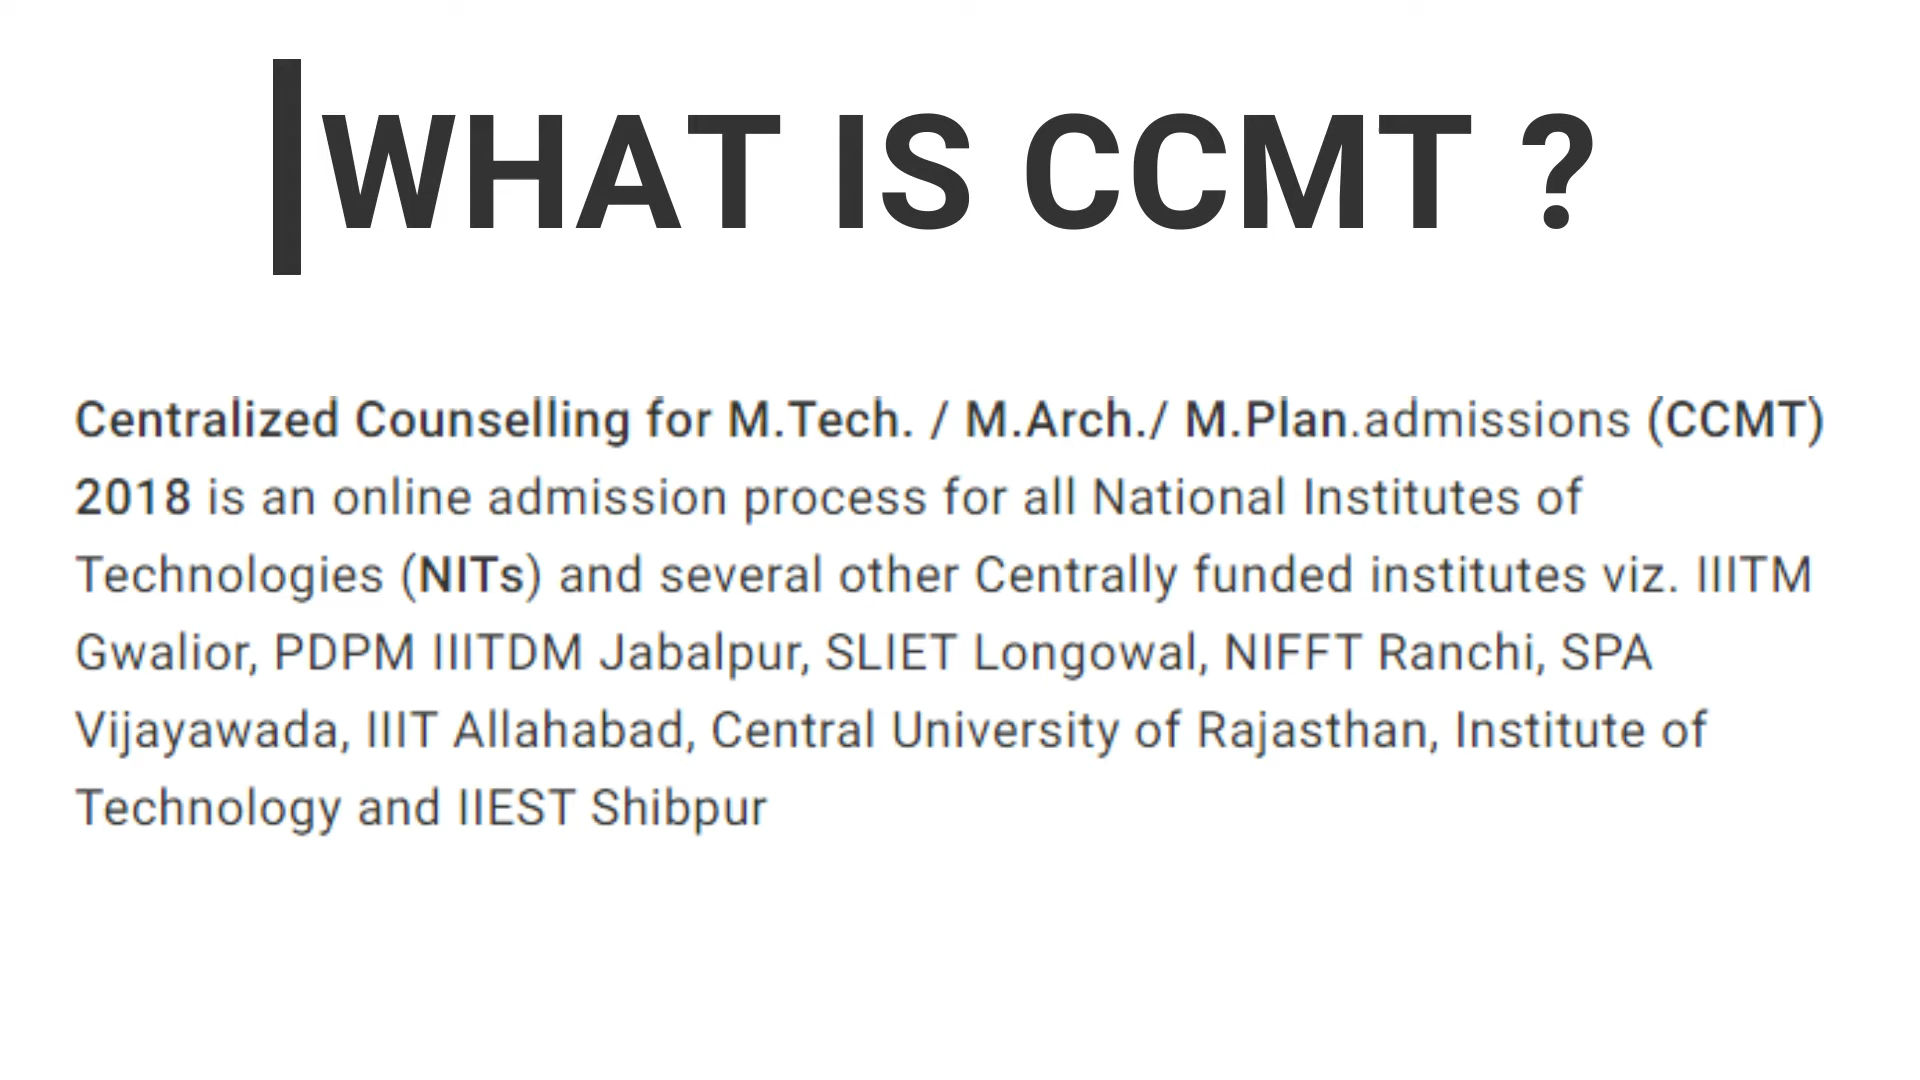 WHAT IS CCMT ?
Centralized Counselling for M.Tech. / M.Arch./ M.Plan.admissions (CCMT)
2018 is an online admission process for all National Institutes of
Technologies (NITs) and several other Centrally funded institutes viz. IIITM
Gwalior, PDPM IIITDM Jabalpur, SLIET Longowal, NIFFT Ranchi, SPA
Vijayawada, IIIT Allahabad, Central University of Rajasthan, Institute of
Technology and IIEST Shibpur